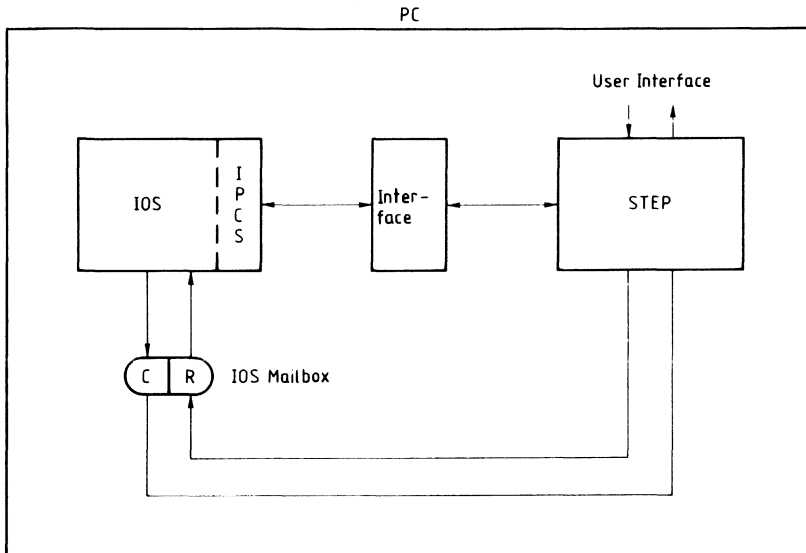 PC
User Interface
IOS
I
P
C
S
Inter-
face
STEP
C
R
IOS Mailbox